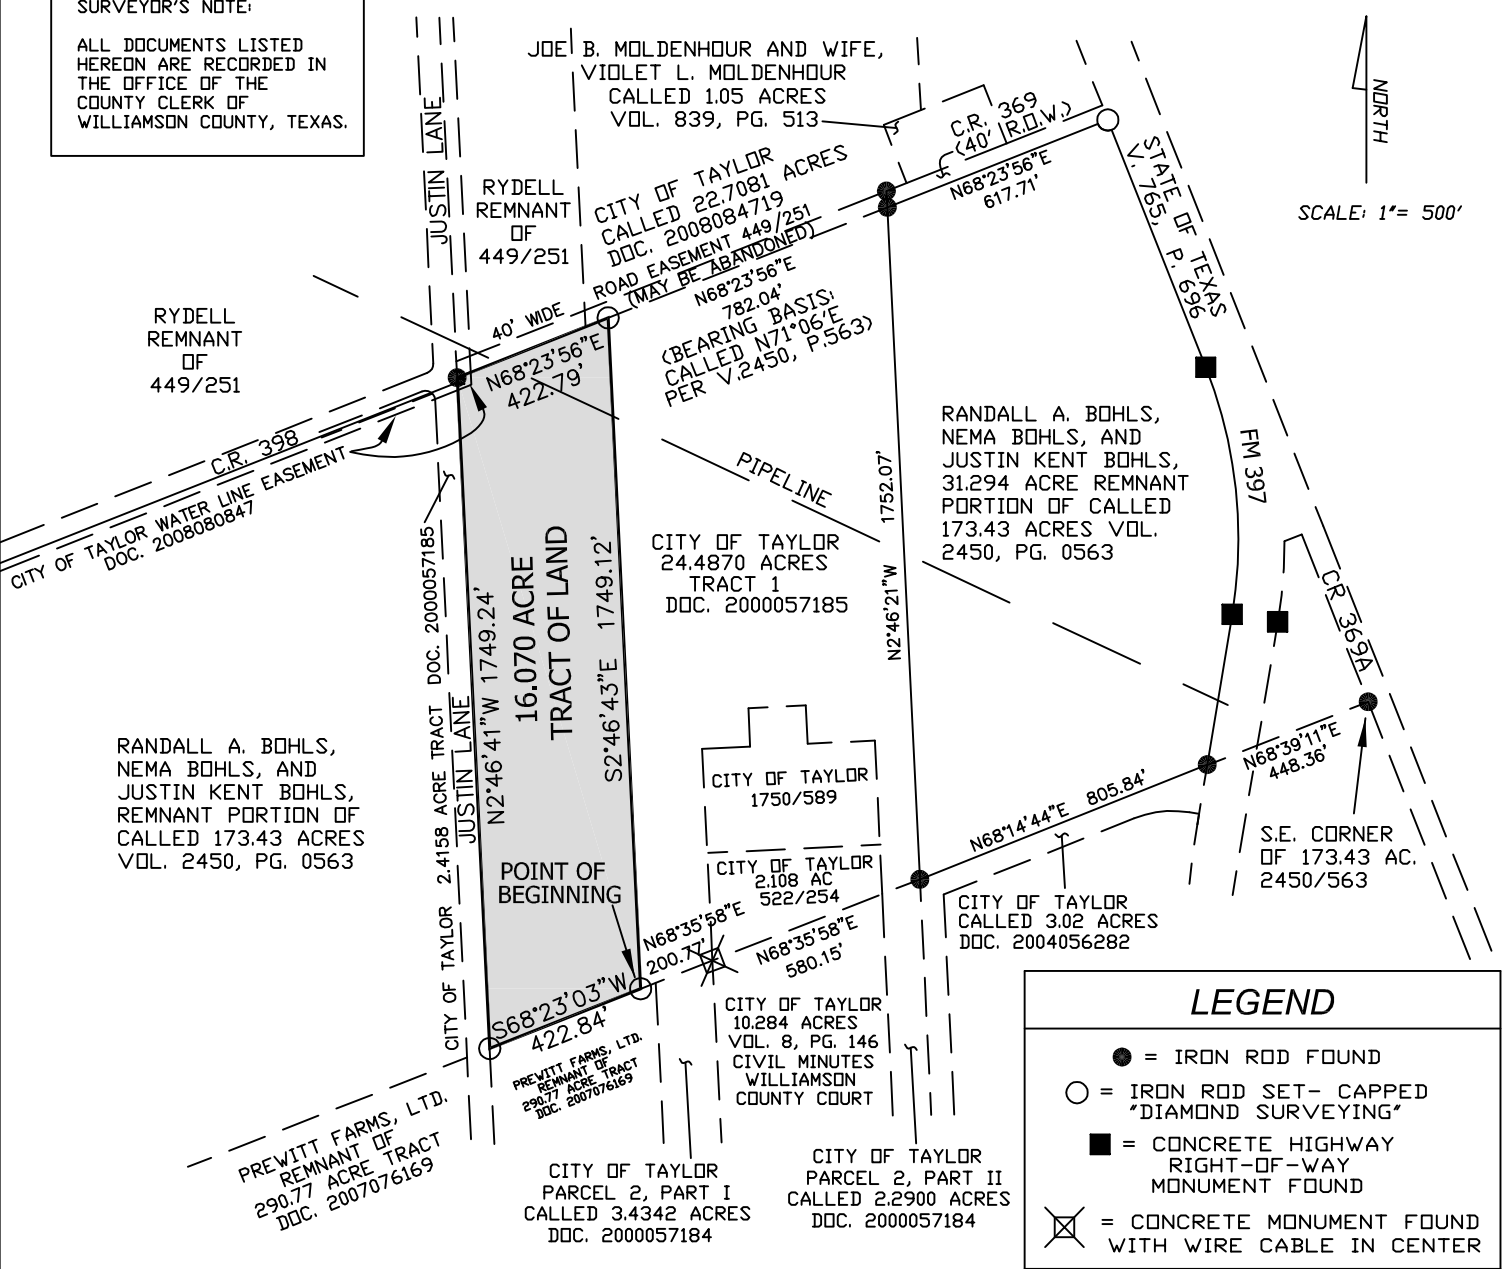 SURVEYOR'S NOTE:
ALL DOCUMENTS LISTED
HEREON ARE RECORDED IN
THE OFFICE OF THE
COUNTY CLERK OF
WILLIAMSON COUNTY, TEXAS.
JUSTIN LANE
JOE B. MOLDENHOUR AND WIFE,
VIOLET L. MOLDENHOUR
CALLED 1.05 ACRES
VOL. 839, PG. 513
C.R. 369
(40' R.O.W.)
N68°23'56"E
617.71'
NORTH
SCALE: 1"= 500'
STATE OF TEXAS
V. 765, P. 696
RYDELL
REMNANT
OF
449/251
CITY OF TAYLOR
CALLED 22.7081 ACRES
DOC. 2008084719
40' WIDE ROAD EASEMENT 449/251
(MAY BE ABANDONED)
N68°23'56"E
782.04'
(BEARING BASIS:
CALLED N71°06'E
PER V.2450, P.563)
RYDELL
REMNANT
OF
449/251
N68°23'56"E
422.79'
C.R. 398
CITY OF TAYLOR WATER LINE EASEMENT
DOC. 2008080847
PIPELINE
RANDALL A. BOHLS,
NEMA BOHLS, AND
JUSTIN KENT BOHLS,
31.294 ACRE REMNANT
PORTION OF CALLED
173.43 ACRES VOL.
2450, PG. 0563
FM 397
CR 369A
CITY OF TAYLOR
24.4870 ACRES
TRACT 1
DOC. 2000057185
N2°46'21"W 1752.07'
16.070 ACRE
TRACT OF LAND
N2°46'41"W 1749.24'
S2°46'43"E 1749.12'
CITY OF TAYLOR 2.4158 ACRE TRACT DOC. 2000057185
JUSTIN LANE
RANDALL A. BOHLS,
NEMA BOHLS, AND
JUSTIN KENT BOHLS,
REMNANT PORTION OF
CALLED 173.43 ACRES
VOL. 2450, PG. 0563
POINT OF
BEGINNING
CITY OF TAYLOR
1750/589
CITY OF TAYLOR
2.108 AC
522/254
N68°35'58"E
200.77'
N68°35'58"E
580.15'
N68°14'44"E 805.84'
N68°39'11"E
448.36'
S.E. CORNER
OF 173.43 AC.
2450/563
CITY OF TAYLOR
CALLED 3.02 ACRES
DOC. 2004056282
S68°23'03"W
422.84'
PREWITT FARMS, LTD.
REMNANT OF
290.77 ACRE TRACT
DOC. 2007076169
CITY OF TAYLOR
10.284 ACRES
VOL. 8, PG. 146
CIVIL MINUTES
WILLIAMSON
COUNTY COURT
PREWITT FARMS, LTD.
REMNANT OF
290.77 ACRE TRACT
DOC. 2007076169
CITY OF TAYLOR
PARCEL 2, PART I
CALLED 3.4342 ACRES
DOC. 2000057184
CITY OF TAYLOR
PARCEL 2, PART II
CALLED 2.2900 ACRES
DOC. 2000057184
LEGEND
= IRON ROD FOUND
= IRON ROD SET- CAPPED
"DIAMOND SURVEYING"
= CONCRETE HIGHWAY
RIGHT-OF-WAY
MONUMENT FOUND
= CONCRETE MONUMENT FOUND
WITH WIRE CABLE IN CENTER